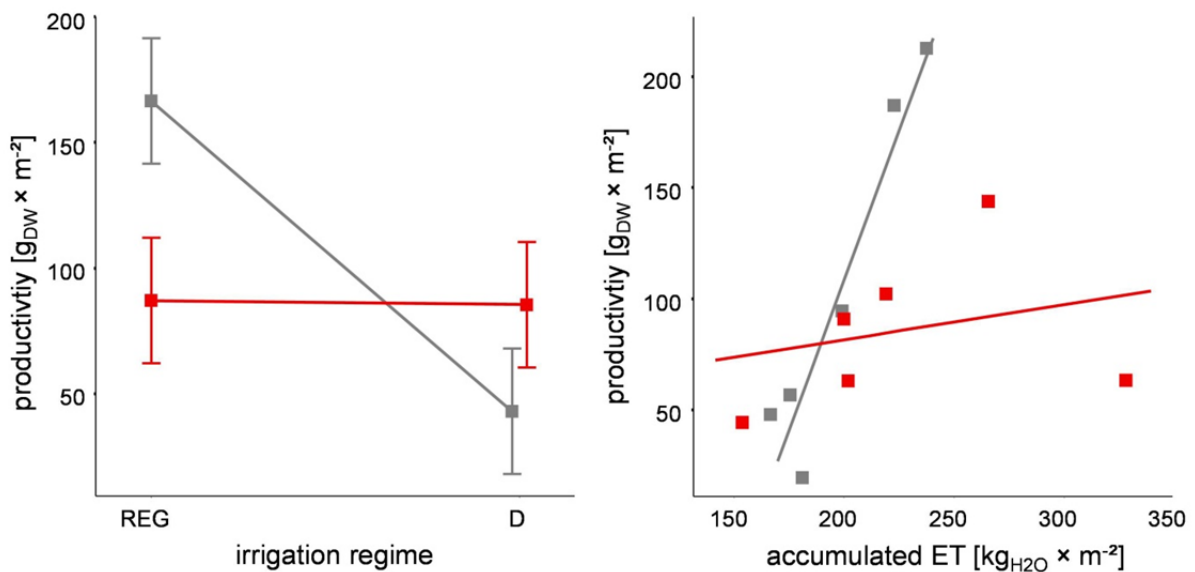 200
150
100
50
productivtiy [gDW × m⁻²]
REG
D
irrigation regime
200
150
100
50
productivtiy [gDW × m⁻²]
150
200
250
300
350
accumulated ET [kgH2O × m⁻²]